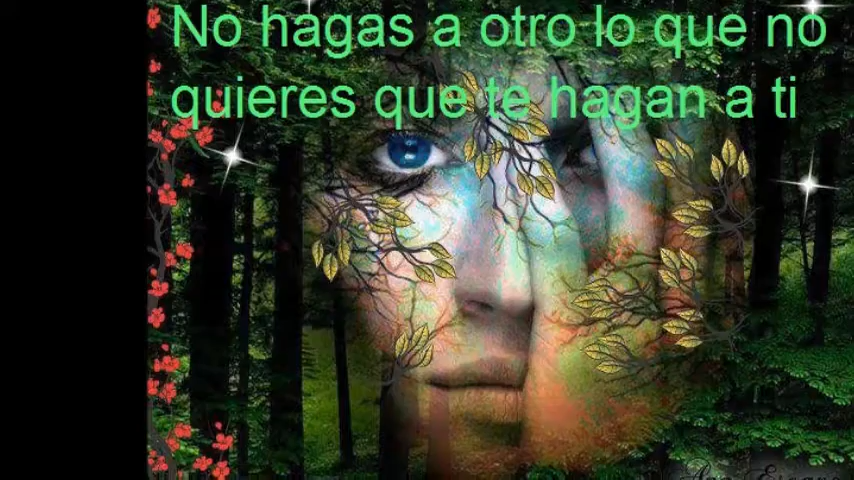 No hagas a otro lo que no
quieres que te hagan a ti